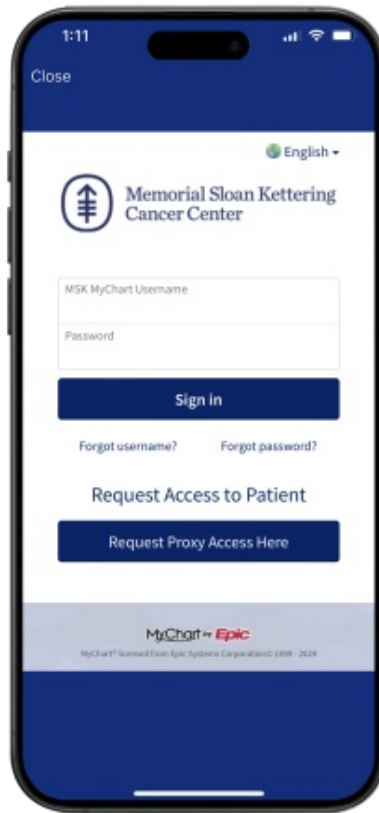 1:11
Close
English
Memorial Sloan Kettering
Cancer Center
MSK MyChart Username
Password
Sign in
Forgot username? Forgot password?
Request Access to Patient
Request Proxy Access Here
MyChart by Epic
MyChart® licensed from Epic Systems Corporation© 1999 - 2024